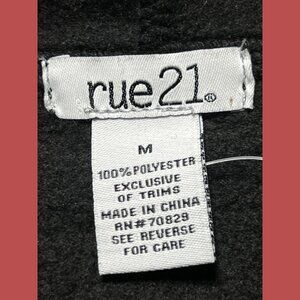 rue21®
M
100% POLYESTER
EXCLUSIVE
OF TRIMS
MADE IN CHINA
RN#70829
SEE REVERSE
FOR CARE